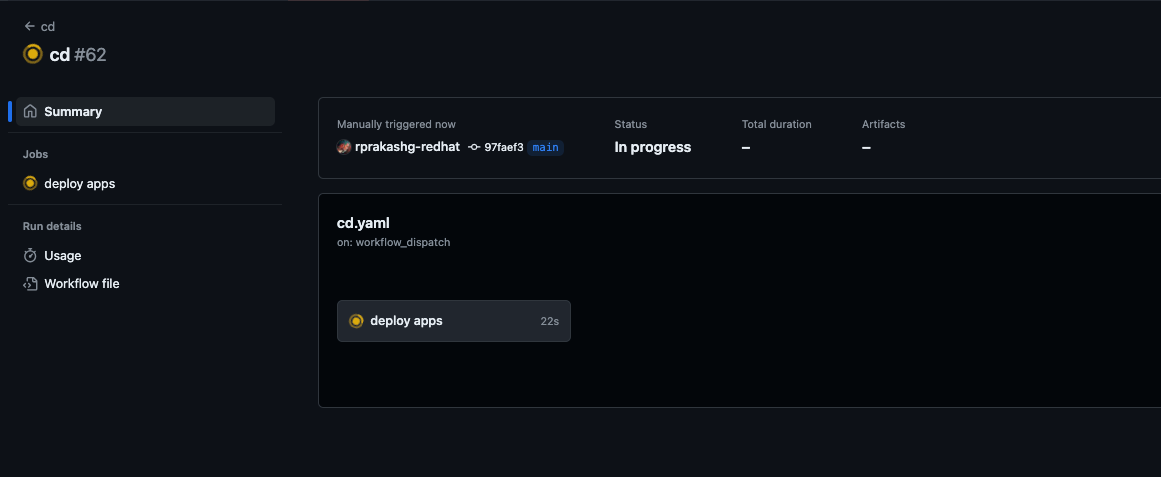 cd
cd #62
Summary
Jobs
deploy apps
Run details
Usage
Workflow file
Manually triggered now
rprakashg-redhat 97faef3 main
Status
In progress
Total duration
–
Artifacts
–
cd.yaml
on: workflow_dispatch
deploy apps 22s